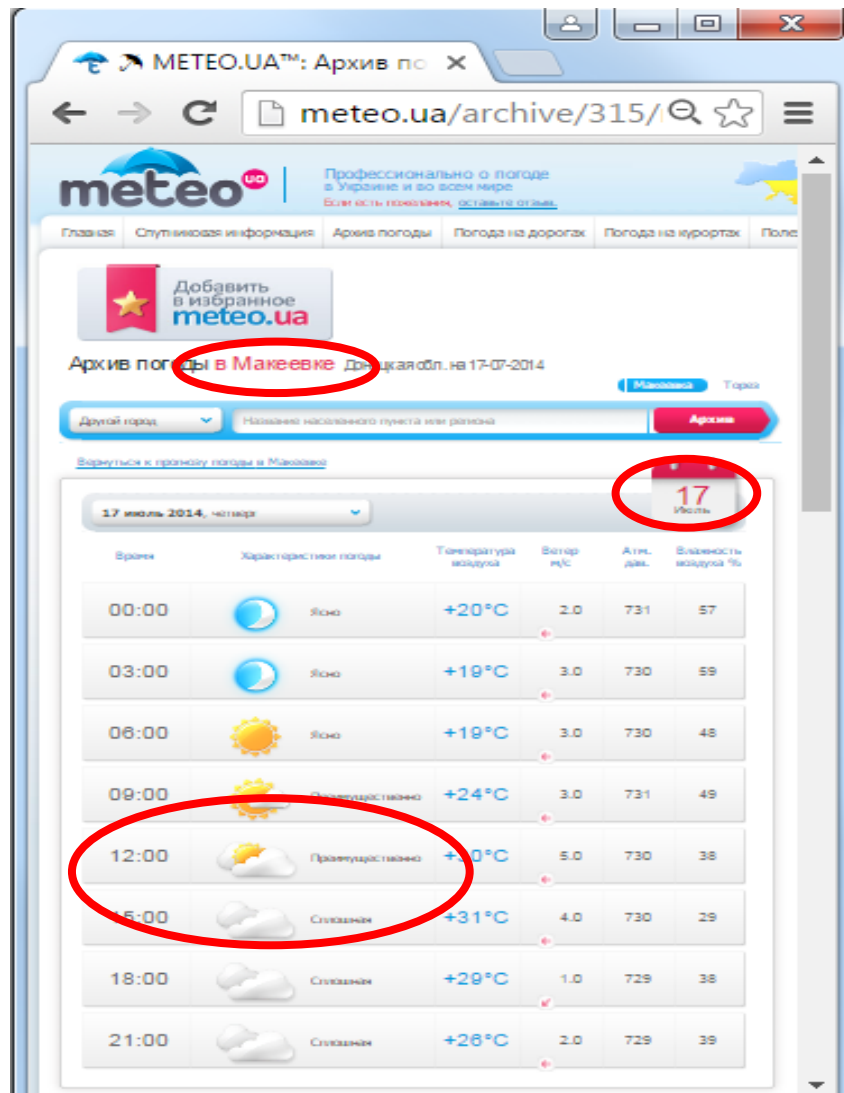 METEO.UA™: Архив по
meteo.ua/archive/315/
meteo ua
Профессионально о погоде
в Украине и во всем мире
Если есть пожелания, оставьте отзыв.
Главная Спутниковая информация Архив погоды Погода на дорогах Погода на курортах Поле
Добавить
в избранное
meteo.ua
Архив погоды в Макеевке Донецкая обл. на 17-07-2014
Макеевка Торез
Другой город Название населенного пункта или региона Архив
Вернуться к прогнозу погоды в Макеевке
17
Июль
17 июль 2014, четверг
Время Характеристики погоды Температура воздуха Ветер м/с Атм. дав. Влажность воздуха %
00:00 Ясно +20°C 2.0 731 57
03:00 Ясно +19°C 3.0 730 59
06:00 Ясно +19°C 3.0 730 48
09:00 Преимущественно +24°C 3.0 731 49
12:00 Преимущественно +30°C 5.0 730 38
15:00 Сплошная +31°C 4.0 730 29
18:00 Сплошная +29°C 1.0 729 38
21:00 Сплошная +26°C 2.0 729 39